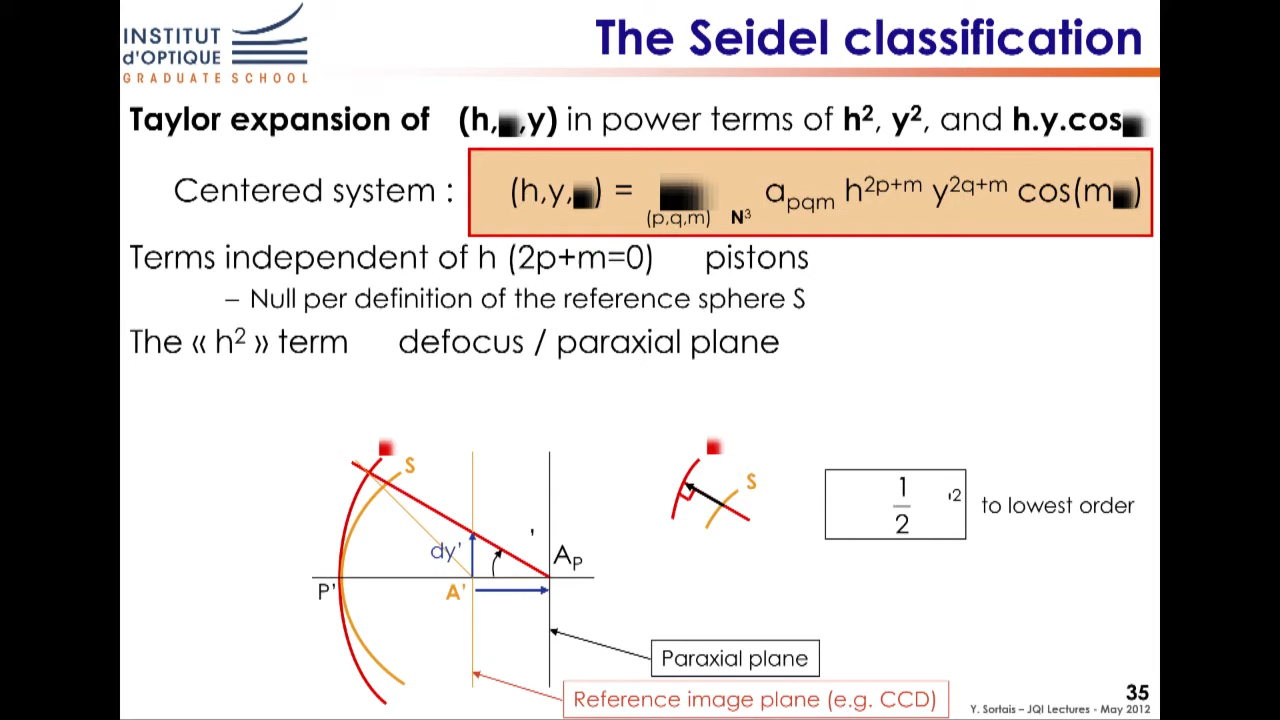 INSTITUT
d'OPTIQUE
GRADUATE SCHOOL
The Seidel classification
Taylor expansion of (h, ,y) in power terms of h², y², and h.y.cos
Centered system : (h,y, ) = a_pqm h^2p+m y^2q+m cos(m )
(p,q,m) N³
Terms independent of h (2p+m=0) pistons
– Null per definition of the reference sphere S
The « h² » term defocus / paraxial plane
S
S
1
2
'2
to lowest order
dy'
'
A_P
P'
A'
Paraxial plane
Reference image plane (e.g. CCD)
35
Y. Sortais – JQI Lectures - May 2012